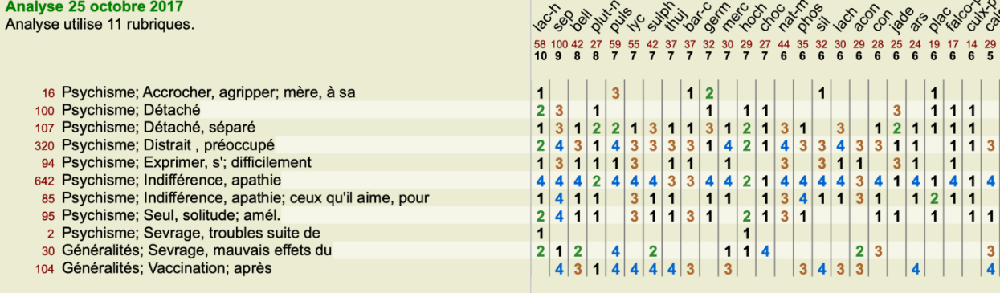 Analyse 25 octobre 2017
Analyse utilise 11 rubriques.
lac-h sep bell plut-n puls lyc sulph thuj bar-c germ merc hoch choc nat-m phos sil lach acon con jade ars plac falco-p culx-p
58 100 42 27 59 55 42 37 37 32 30 29 27 44 35 32 30 29 28 25 24 19 17 14 29
10 9 8 8 7 7 7 7 7 7 7 7 7 6 6 6 6 6 6 6 6 6 6 6 5
16 Psychisme; Accrocher, agripper; mère, à sa 1 3 1 2 1 1
100 Psychisme; Détaché 2 3 1 1 1 1 3 1 1 1
107 Psychisme; Détaché, séparé 1 3 1 2 2 1 3 1 1 3 1 2 1 3 1 3 1 2 1 1 1 1
320 Psychisme; Distrait , préoccupé 2 4 3 1 4 3 3 3 3 1 4 2 1 4 3 3 4 3 3 1 1 1 1 3
94 Psychisme; Exprimer, s'; difficilement 1 3 1 1 1 3 1 1 1 3 3 1 1 3 1 1
642 Psychisme; Indifférence, apathie 4 4 4 2 4 4 4 3 3 4 4 2 1 4 4 4 4 3 4 1 4 1 4 1 4
85 Psychisme; Indifférence, apathie; ceux qu'il aime, pour 1 4 1 1 3 1 1 1 1 1 3 4 1 1 3 1 1 2 1 1
95 Psychisme; Seul, solitude; amél. 2 4 1 1 3 1 1 3 1 2 1 3 1 1 1 1 1 1
2 Psychisme; Sevrage, troubles suite de 1 1
30 Généralités; Sevrage, mauvais effets du 2 1 2 4 2 1 1 4 2 3 3
104 Généralités; Vaccination; après 4 3 1 4 4 4 4 3 3 3 4 3 3 4 4